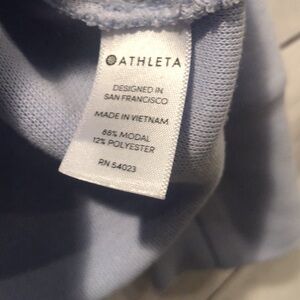 ATHLETA
DESIGNED IN
SAN FRANCISCO
MADE IN VIETNAM
88% MODAL
12% POLYESTER
RN 54023